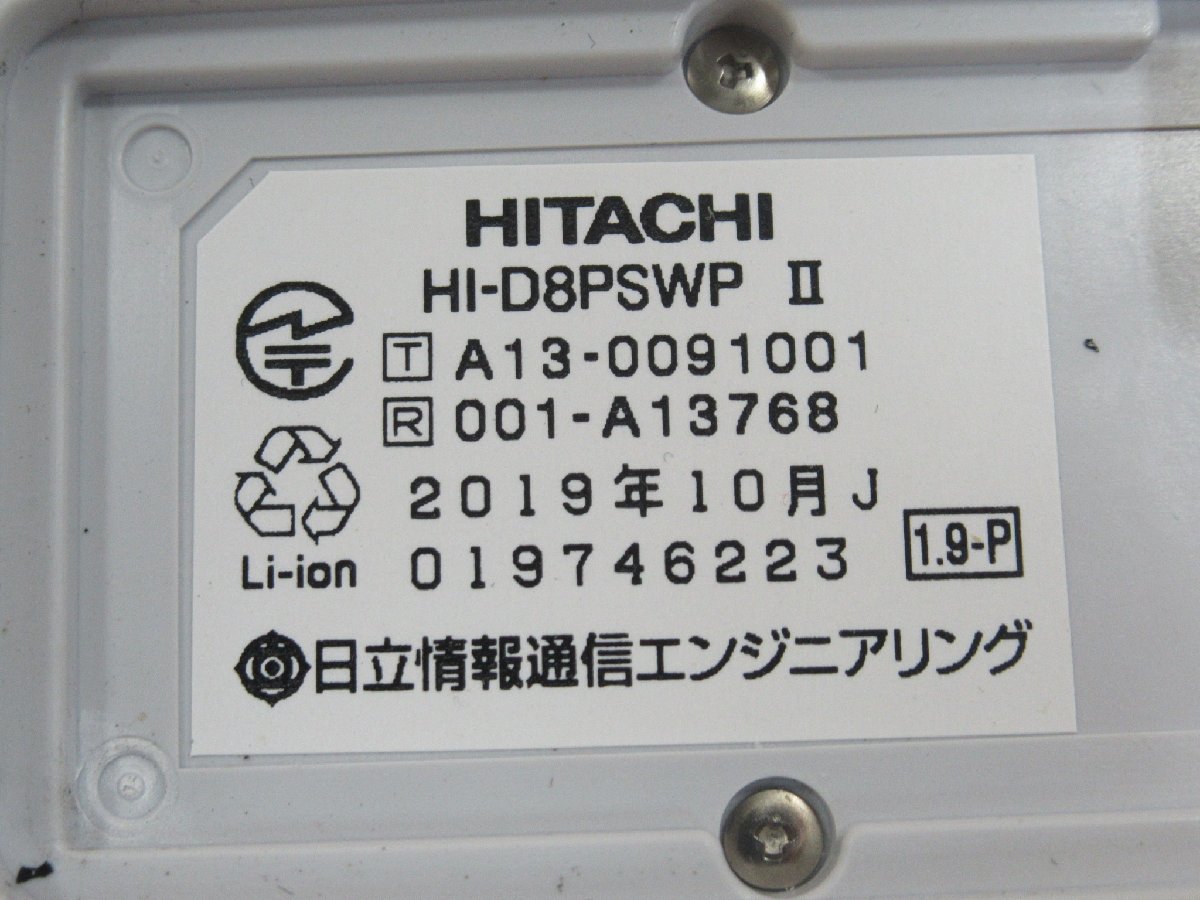 HITACHI
HI-D8PSWP Ⅱ
T A13-0091001
R 001-A13768
2019年10月J
019746223
1.9-P
Li-ion
日立情報通信エンジニアリング